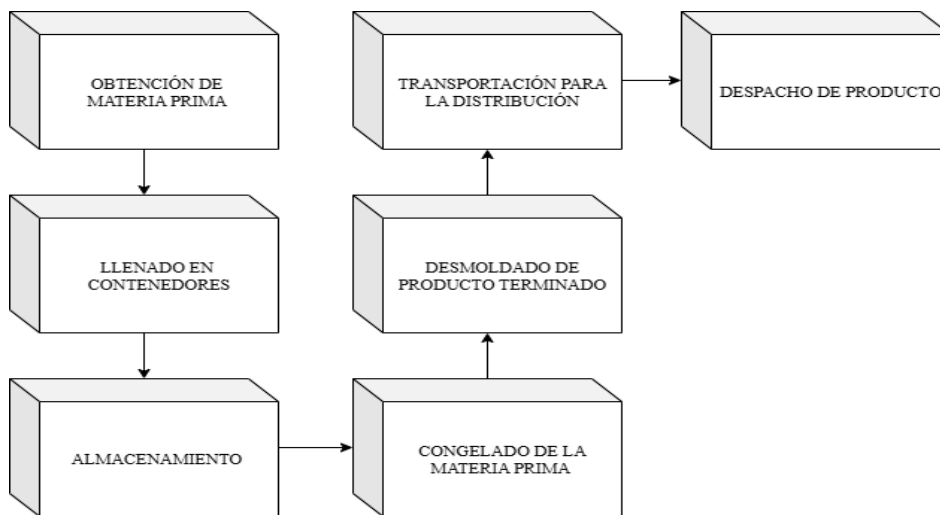 OBTENCIÓN DE
MATERIA PRIMA
LLENADO EN
CONTENEDORES
ALMACENAMIENTO
CONGELADO DE LA
MATERIA PRIMA
DESMOLDADO DE
PRODUCTO TERMINADO
TRANSPORTACIÓN PARA
LA DISTRIBUCIÓN
DESPACHO DE PRODUCTO